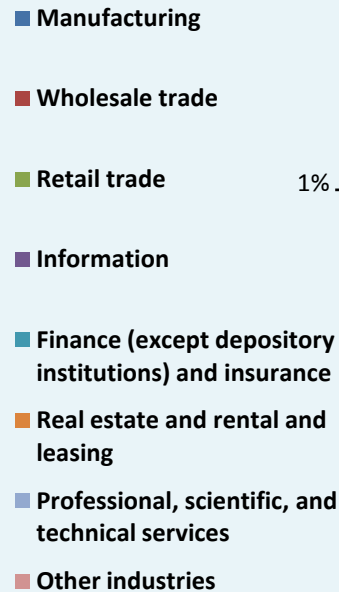 Manufacturing
Wholesale trade
Retail trade
1%
Information
Finance (except depository
institutions) and insurance
Real estate and rental and
leasing
Professional, scientific, and
technical services
Other industries